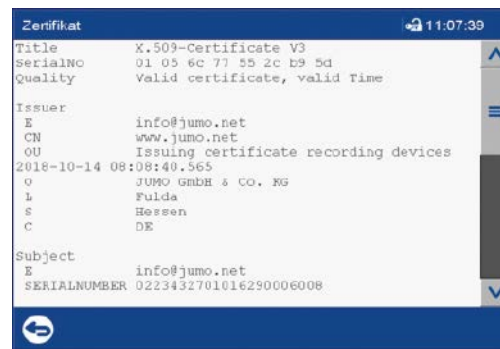 Zertifikat 11:07:39
Title X.509-Certificate V3
SerialNo 01 05 6c 77 55 2c b9 5d
Quality Valid certificate, valid Time
Issuer
E info@jumo.net
CN www.jumo.net
OU Issuing certificate recording devices
2018-10-14 08:08:40.565
O JUMO GmbH & Co. KG
L Fulda
S Hessen
C DE
Subject
E info@jumo.net
SERIALNUMBER 0223432701016290006008